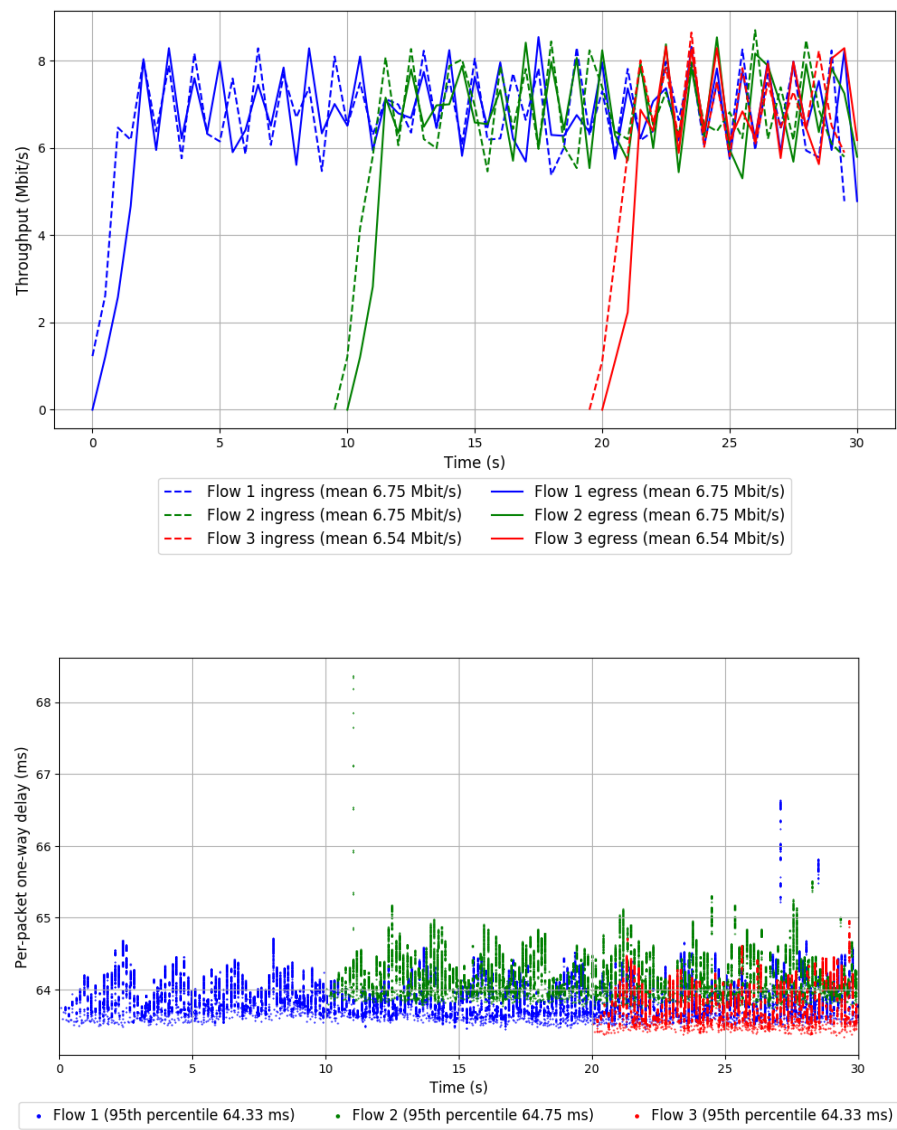 8
6
4
2
0
Throughput (Mbit/s)
0 5 10 15 20 25 30
Time (s)
Flow 1 ingress (mean 6.75 Mbit/s) Flow 1 egress (mean 6.75 Mbit/s)
Flow 2 ingress (mean 6.75 Mbit/s) Flow 2 egress (mean 6.75 Mbit/s)
Flow 3 ingress (mean 6.54 Mbit/s) Flow 3 egress (mean 6.54 Mbit/s)
68
67
66
65
64
Per-packet one-way delay (ms)
0 5 10 15 20 25 30
Time (s)
Flow 1 (95th percentile 64.33 ms) Flow 2 (95th percentile 64.75 ms) Flow 3 (95th percentile 64.33 ms)